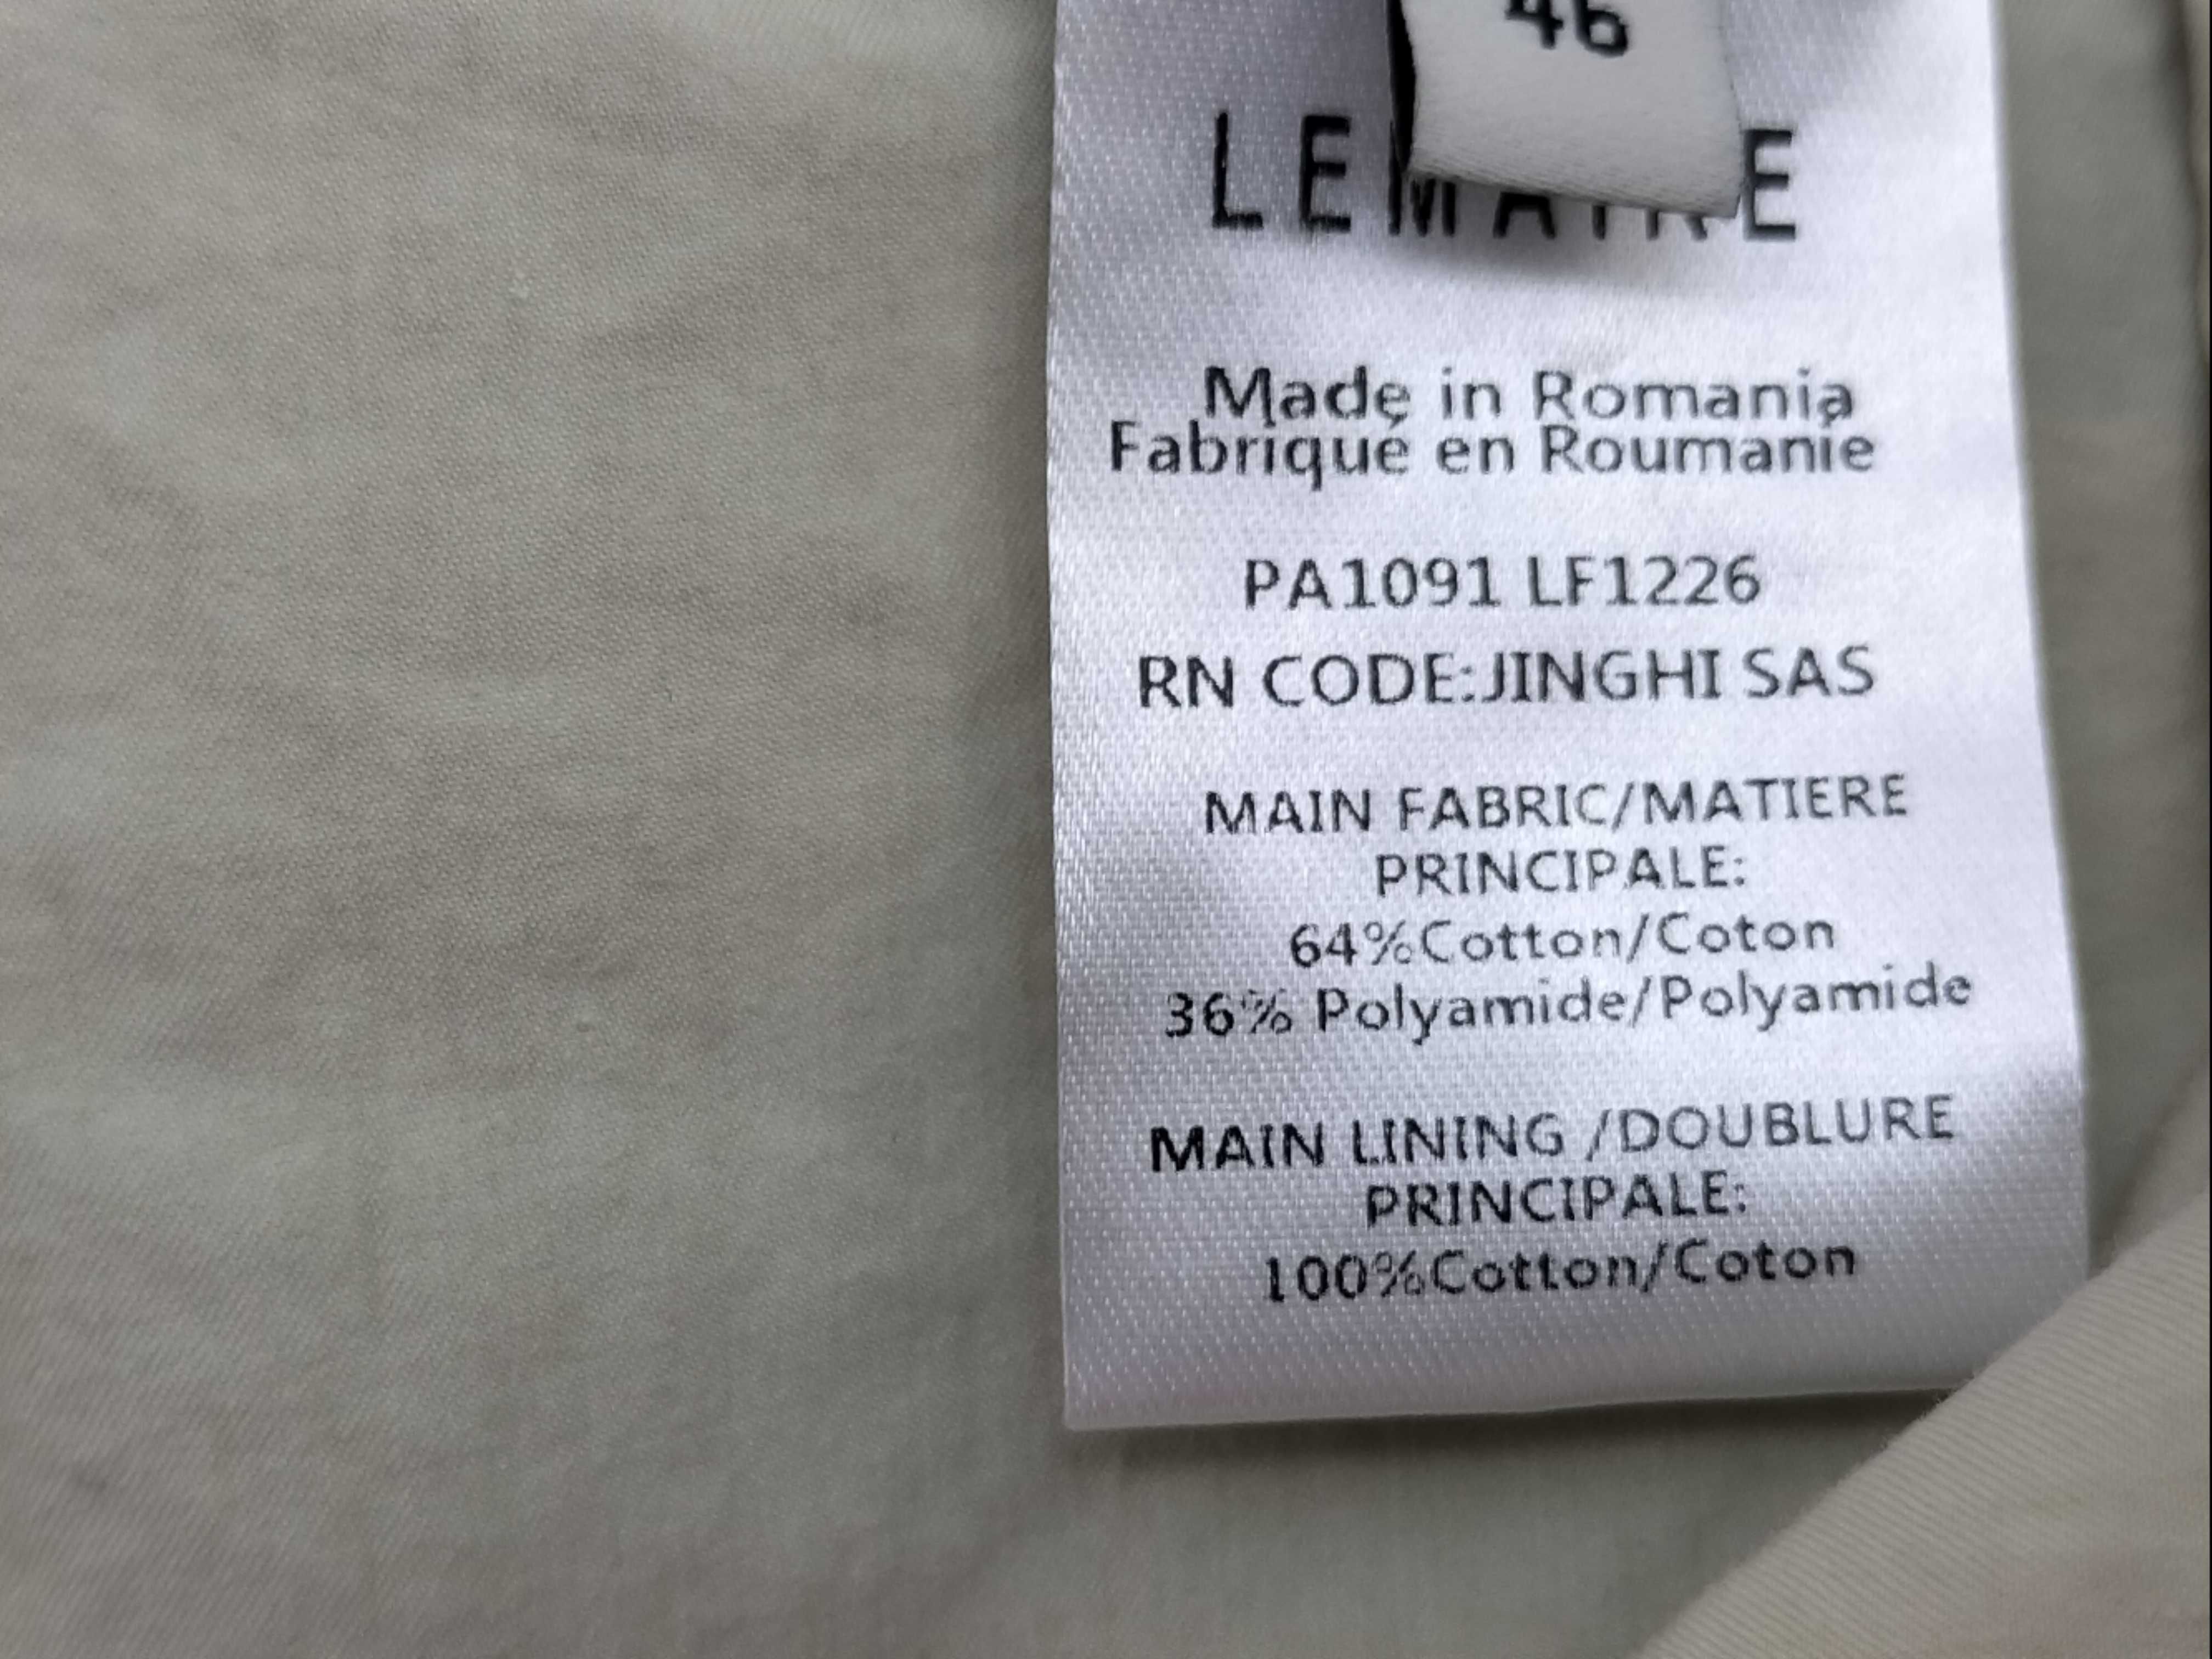 46
LEMAIRE
Made in Romania
Fabriqué en Roumanie
PA1091 LF1226
RN CODE:JINGHI SAS
MAIN FABRIC/MATIERE
PRINCIPALE:
64%Cotton/Coton
36% Polyamide/Polyamide
MAIN LINING /DOUBLURE
PRINCIPALE:
100%Cotton/Coton